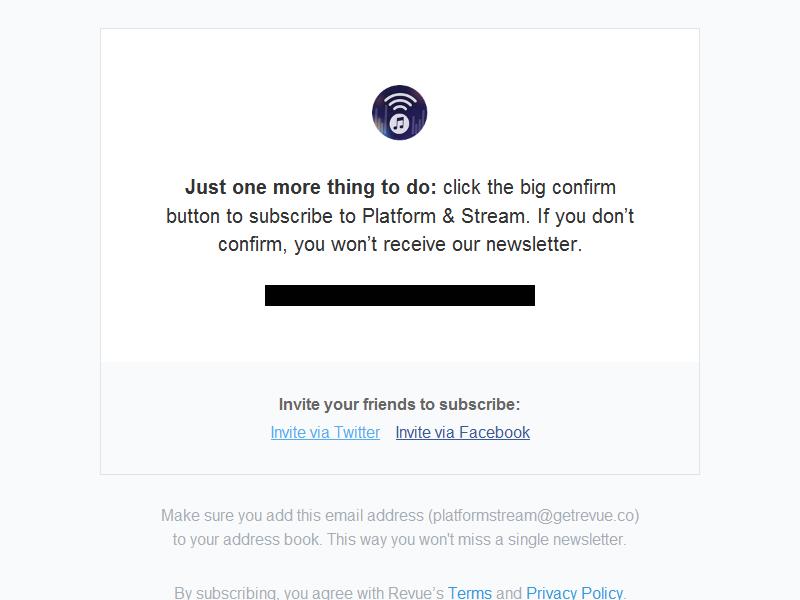 Just one more thing to do: click the big confirm
button to subscribe to Platform & Stream. If you don’t
confirm, you won’t receive our newsletter.
Invite your friends to subscribe:
Invite via Twitter Invite via Facebook
Make sure you add this email address (platformstream@getrevue.co)
to your address book. This way you won't miss a single newsletter.
By subscribing, you agree with Revue’s Terms and Privacy Policy.